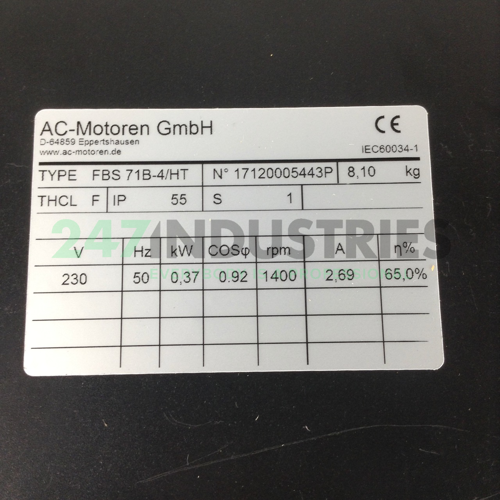 AC-Motoren GmbH
D-64859 Eppertshausen
www.ac-motoren.de
CE
IEC60034-1
TYPE FBS 71B-4/HT N° 17120005443P 8,10 kg
THCL F IP 55 S 1
247INDUSTRIES
V Hz kW COSφ rpm A η%
230 50 0,37 0.92 1400 2,69 65,0%